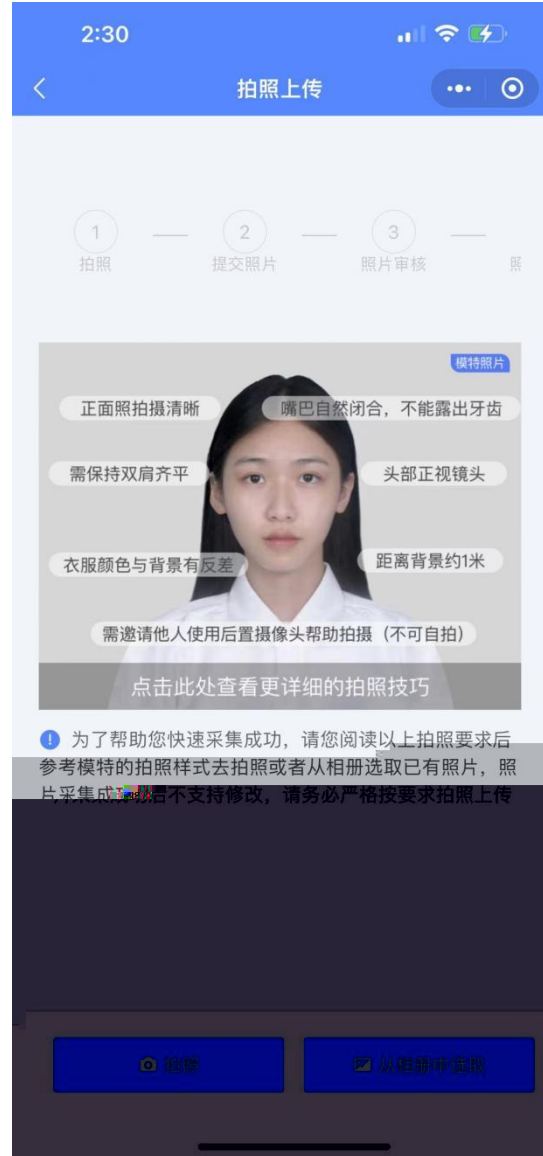 2:30
拍照上传
1
2
3
拍照
提交照片
照片审核
照
模特照片
正面照拍摄清晰
嘴巴自然闭合，不能露出牙齿
需保持双肩齐平
头部正视镜头
衣服颜色与背景有反差
距离背景约1米
需邀请他人使用后置摄像头帮助拍摄（不可自拍）
点击此处查看更详细的拍照技巧
为了帮助您快速采集成功，请您阅读以上拍照要求后
参考模特的拍照样式去拍照或者从相册选取已有照片，照
片采集成功后不支持修改，请务必严格按要求拍照上传
拍照
从相册中选取